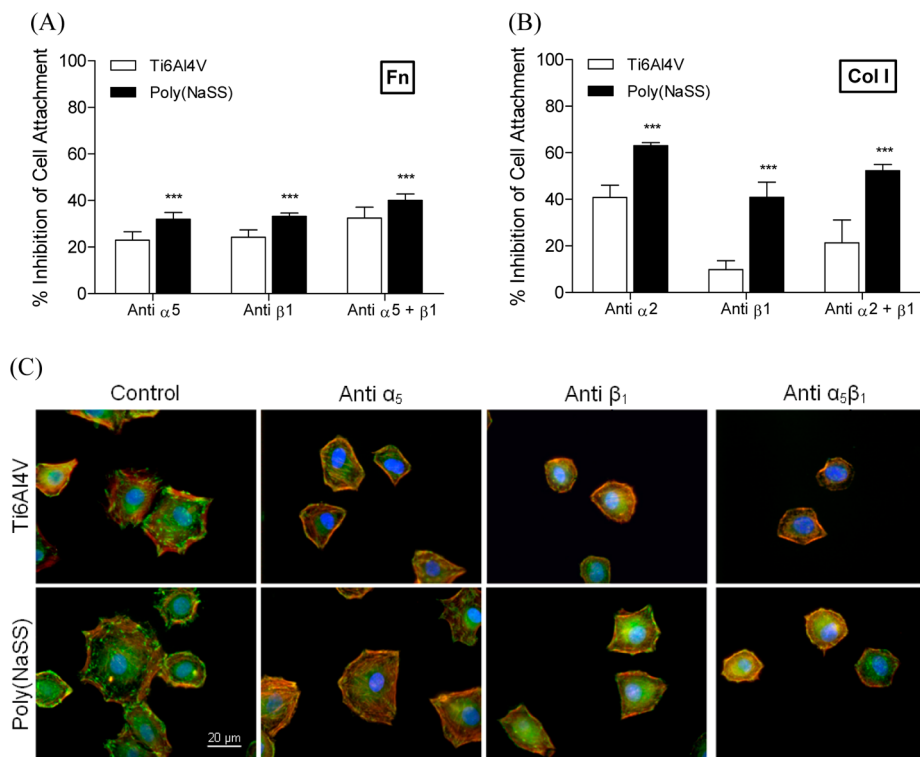 (A)
% Inhibition of Cell Attachment
100
80
60
40
20
0
Ti6Al4V
Poly(NaSS)
Fn
***
***
***
Anti α5
Anti β1
Anti α5 + β1
(B)
% Inhibition of Cell Attachment
100
80
60
40
20
0
Ti6Al4V
Poly(NaSS)
Col I
***
***
***
Anti α2
Anti β1
Anti α2 + β1
(C)
Control
Anti α₅
Anti β₁
Anti α₅β₁
Ti6Al4V
Poly(NaSS)
20 μm